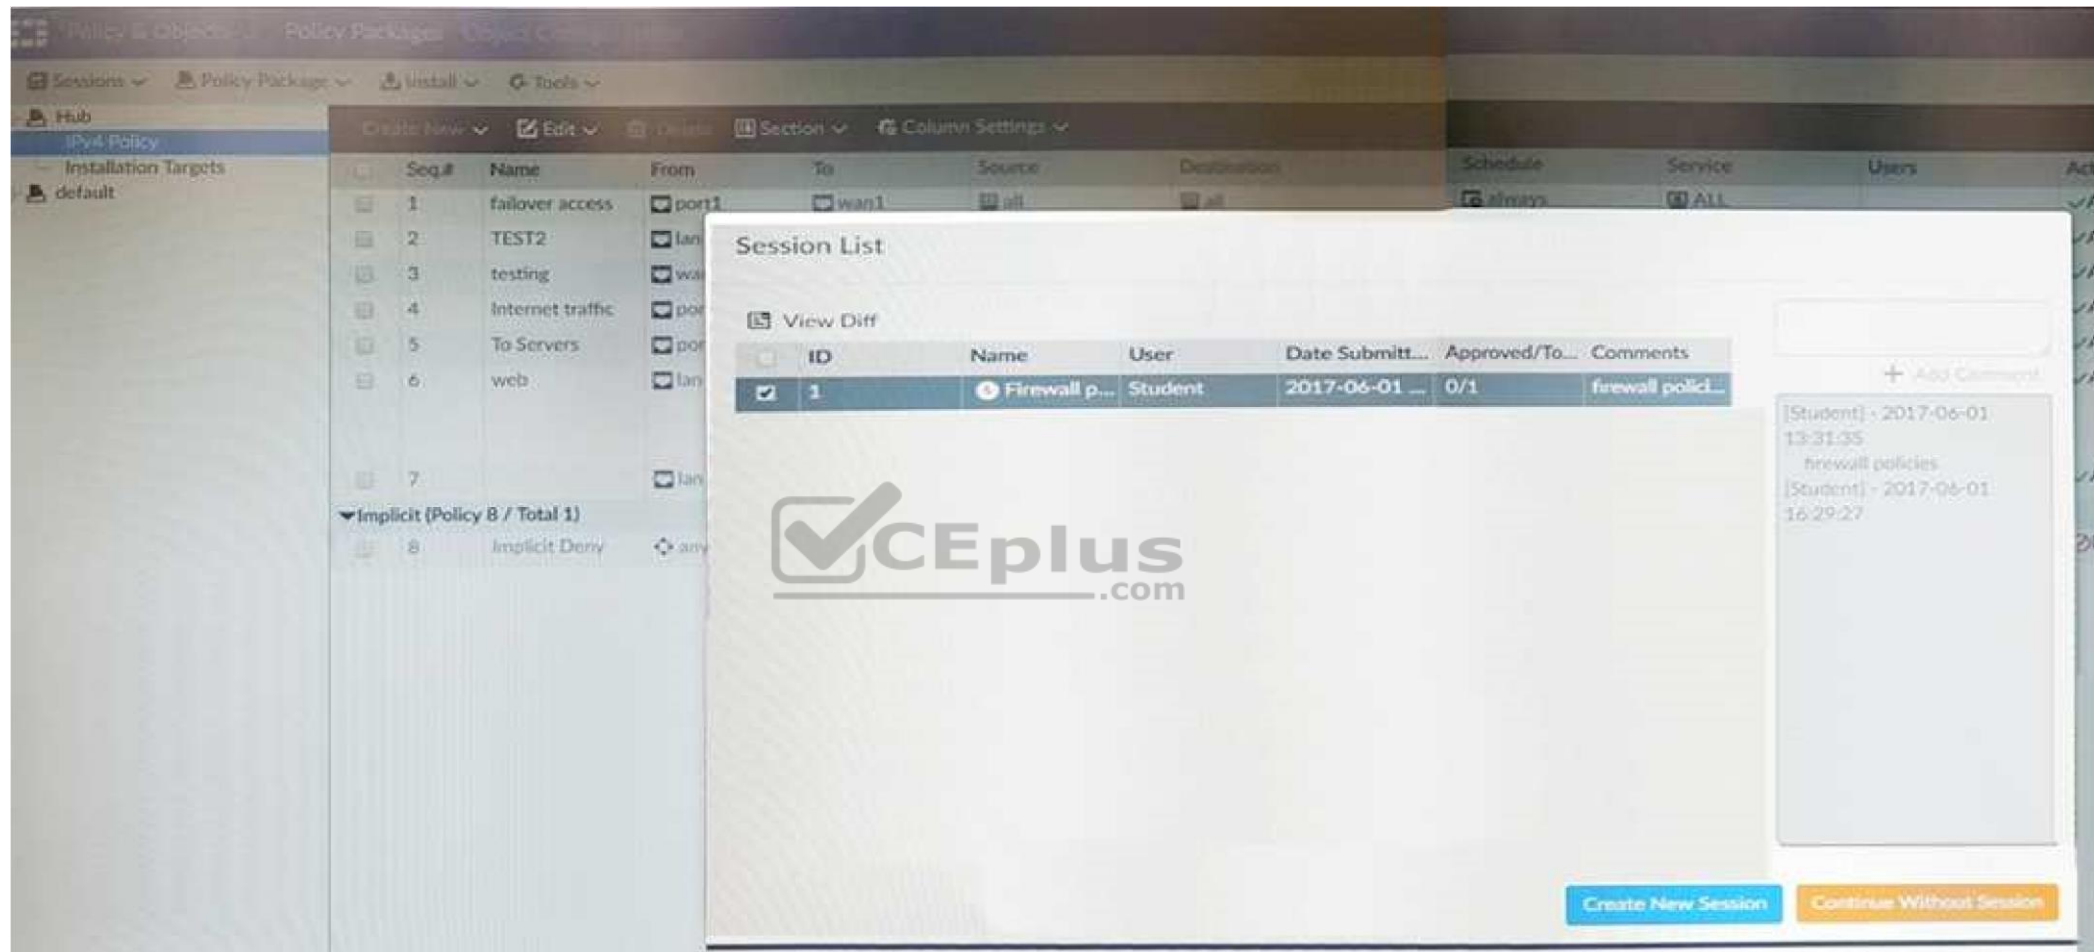 Policy & Objects Policy Packages
Sessions Policy Package Install Tools
Hub
IPv4 Policy
Installation Targets
default
Create New Edit Delete Section Column Settings
Seq.# Name From To Source Destination Schedule Service Users
1 failover access port1 wan1 all all always ALL
2 TEST2 lan
3 testing
4 Internet traffic
5 To Servers
6 web lan
7 lan
Implicit (Policy 8 / Total 1)
8 Implicit Deny any
Session List
View Diff
ID Name User Date Submitt... Approved/To... Comments
1 Firewall p... Student 2017-06-01 ... 0/1 firewall polici...
+ Add Comment
[Student] - 2017-06-01
13:31:35
firewall policies
[Student] - 2017-06-01
16:29:27
CEplus
.com
Create New Session Continue Without Session